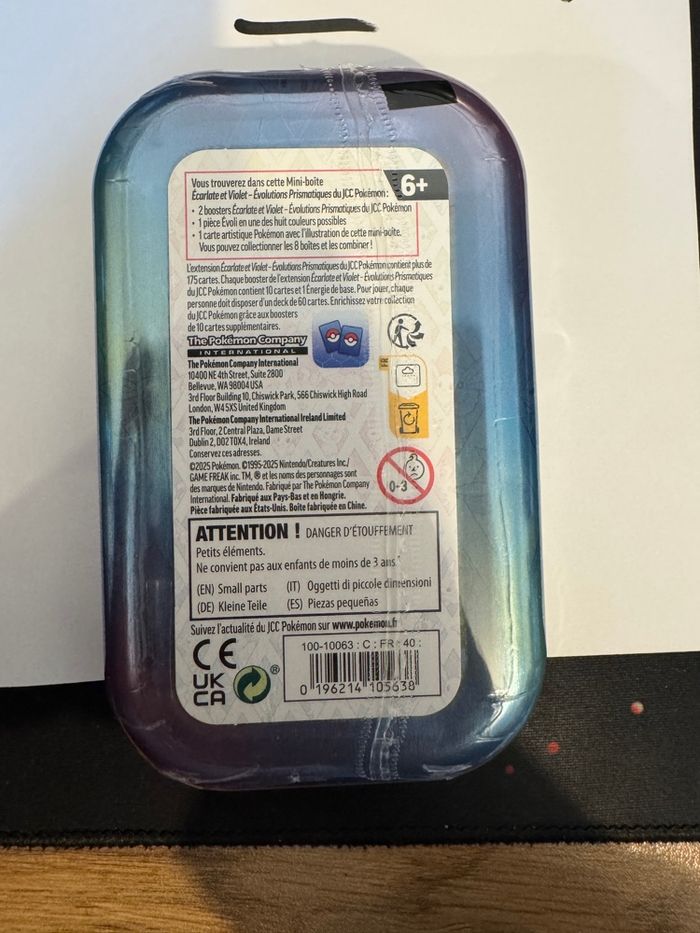 Vous trouverez dans cette Mini-boîte
Écarlate et Violet – Évolutions Prismatiques du JCC Pokémon :
6+
• 2 boosters Écarlate et Violet – Évolutions Prismatiques du JCC Pokémon
• 1 pièce Évoli en une des huit couleurs possibles
• 1 carte artistique Pokémon avec l'illustration de cette mini-boîte.
Vous pouvez collectionner les 8 boîtes et les combiner !
L'extension Écarlate et Violet – Évolutions Prismatiques du JCC Pokémon contient plus de
175 cartes. Chaque booster de l'extension Écarlate et Violet – Évolutions Prismatiques
du JCC Pokémon contient 10 cartes et 1 Énergie de base. Pour jouer, chaque
personne doit disposer d'un deck de 60 cartes. Enrichissez votre collection
du JCC Pokémon grâce aux boosters
de 10 cartes supplémentaires.
The Pokémon Company
INTERNATIONAL
The Pokémon Company International
10400 NE 4th Street, Suite 2800
Bellevue, WA 98004 USA
3rd Floor Building 10, Chiswick Park, 566 Chiswick High Road
London, W4 5XS United Kingdom
The Pokémon Company International Ireland Limited
3rd Floor, 2 Central Plaza, Dame Street
Dublin 2, D02 T0X4, Ireland
Conservez ces adresses.
©2025 Pokémon. ©1995-2025 Nintendo/Creatures Inc./
GAME FREAK inc. TM, ® et les noms des personnages sont
des marques de Nintendo. Fabriqué par The Pokémon Company
International. Fabriqué aux Pays-Bas et en Hongrie.
Pièce fabriquée aux États-Unis. Boîte fabriquée en Chine.
0-3
ATTENTION ! DANGER D'ÉTOUFFEMENT
Petits éléments.
Ne convient pas aux enfants de moins de 3 ans.
(EN) Small parts (IT) Oggetti di piccole dimensioni
(DE) Kleine Teile (ES) Piezas pequeñas
Suivez l'actualité du JCC Pokémon sur www.pokemon.fr
CE
UK
CA
®
100-10063 : C : FR 40 :
0 196214 105638